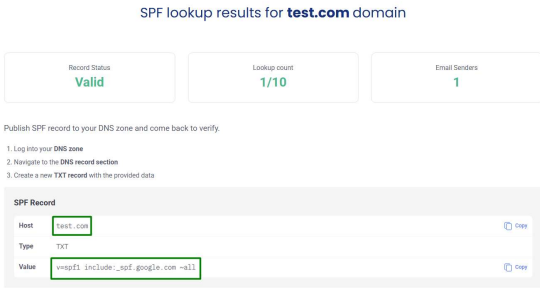 SPF lookup results for test.com domain
Record Status
Valid
Lookup count
1/10
Email Senders
1
Publish SPF record to your DNS zone and come back to verify.
1. Log into your DNS zone
2. Navigate to the DNS record section
3. Create a new TXT record with the provided data
SPF Record
Host test.com Copy
Type TXT
Value v=spf1 include:_spf.google.com ~all Copy